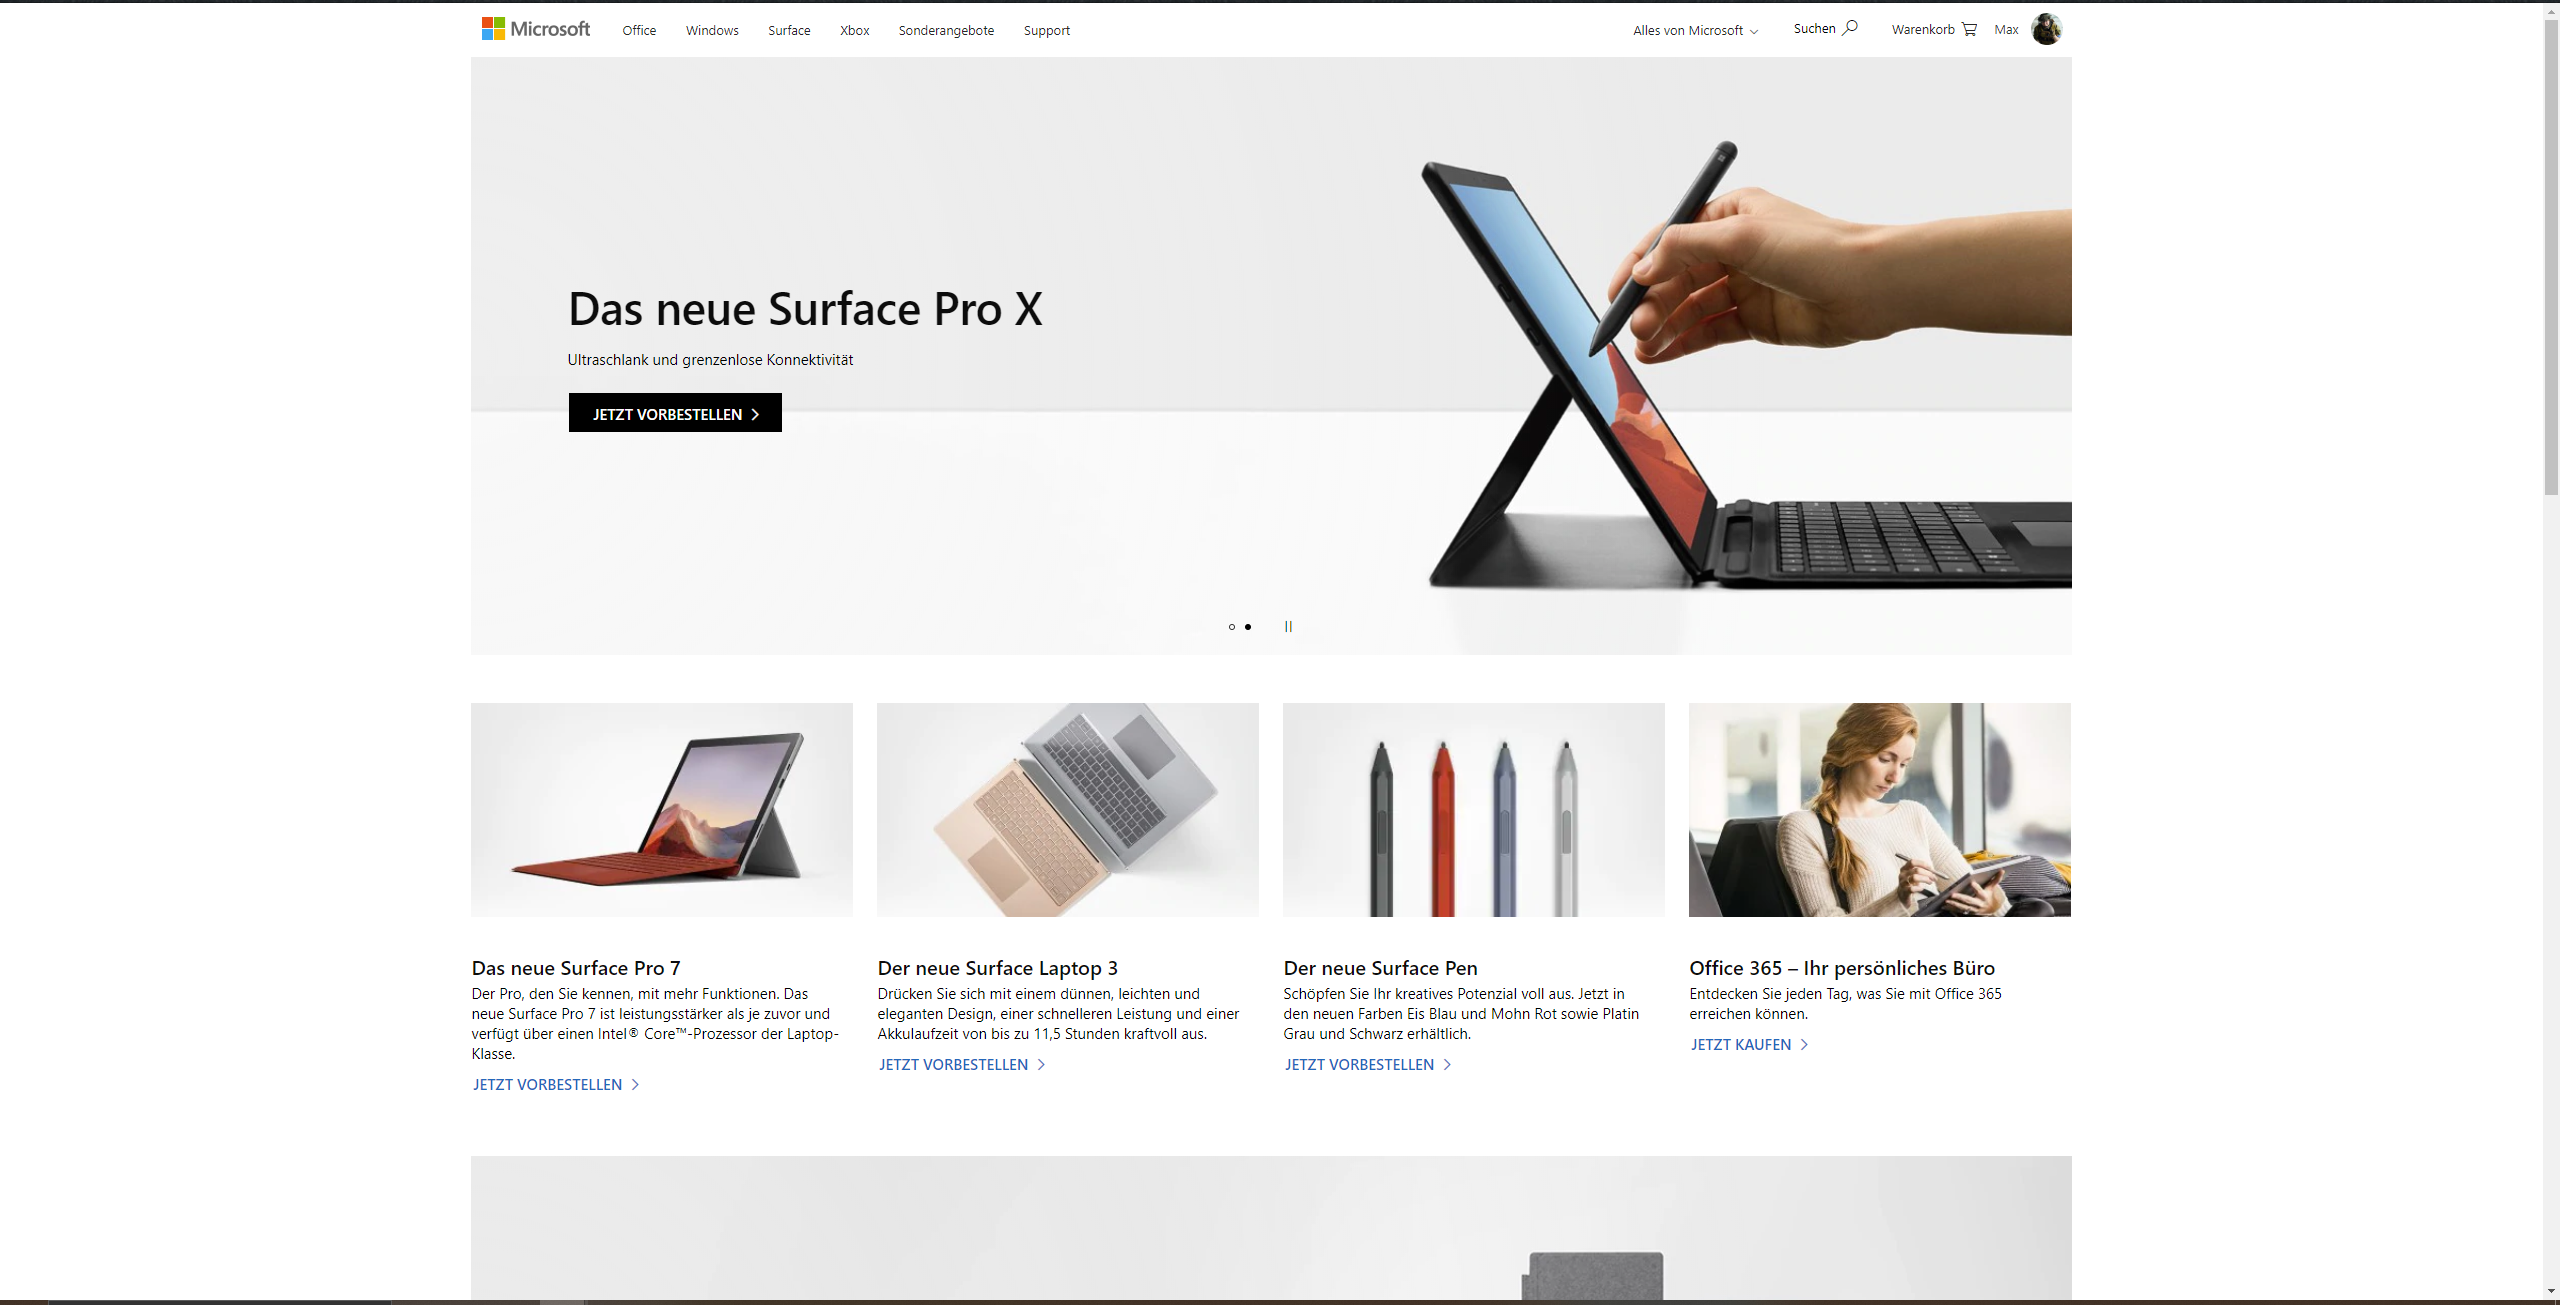 Microsoft
Office
Windows
Surface
Xbox
Sonderangebote
Support
Alles von Microsoft
Suchen
Warenkorb
Max
Das neue Surface Pro X
Ultraschlank und grenzenlose Konnektivität
JETZT VORBESTELLEN
Das neue Surface Pro 7
Der Pro, den Sie kennen, mit mehr Funktionen. Das
neue Surface Pro 7 ist leistungsstärker als je zuvor und
verfügt über einen Intel® Core™-Prozessor der Laptop-
Klasse.
JETZT VORBESTELLEN
Der neue Surface Laptop 3
Drücken Sie sich mit einem dünnen, leichten und
eleganten Design, einer schnelleren Leistung und einer
Akkulaufzeit von bis zu 11,5 Stunden kraftvoll aus.
JETZT VORBESTELLEN
Der neue Surface Pen
Schöpfen Sie Ihr kreatives Potenzial voll aus. Jetzt in
den neuen Farben Eis Blau und Mohn Rot sowie Platin
Grau und Schwarz erhältlich.
JETZT VORBESTELLEN
Office 365 – Ihr persönliches Büro
Entdecken Sie jeden Tag, was Sie mit Office 365
erreichen können.
JETZT KAUFEN